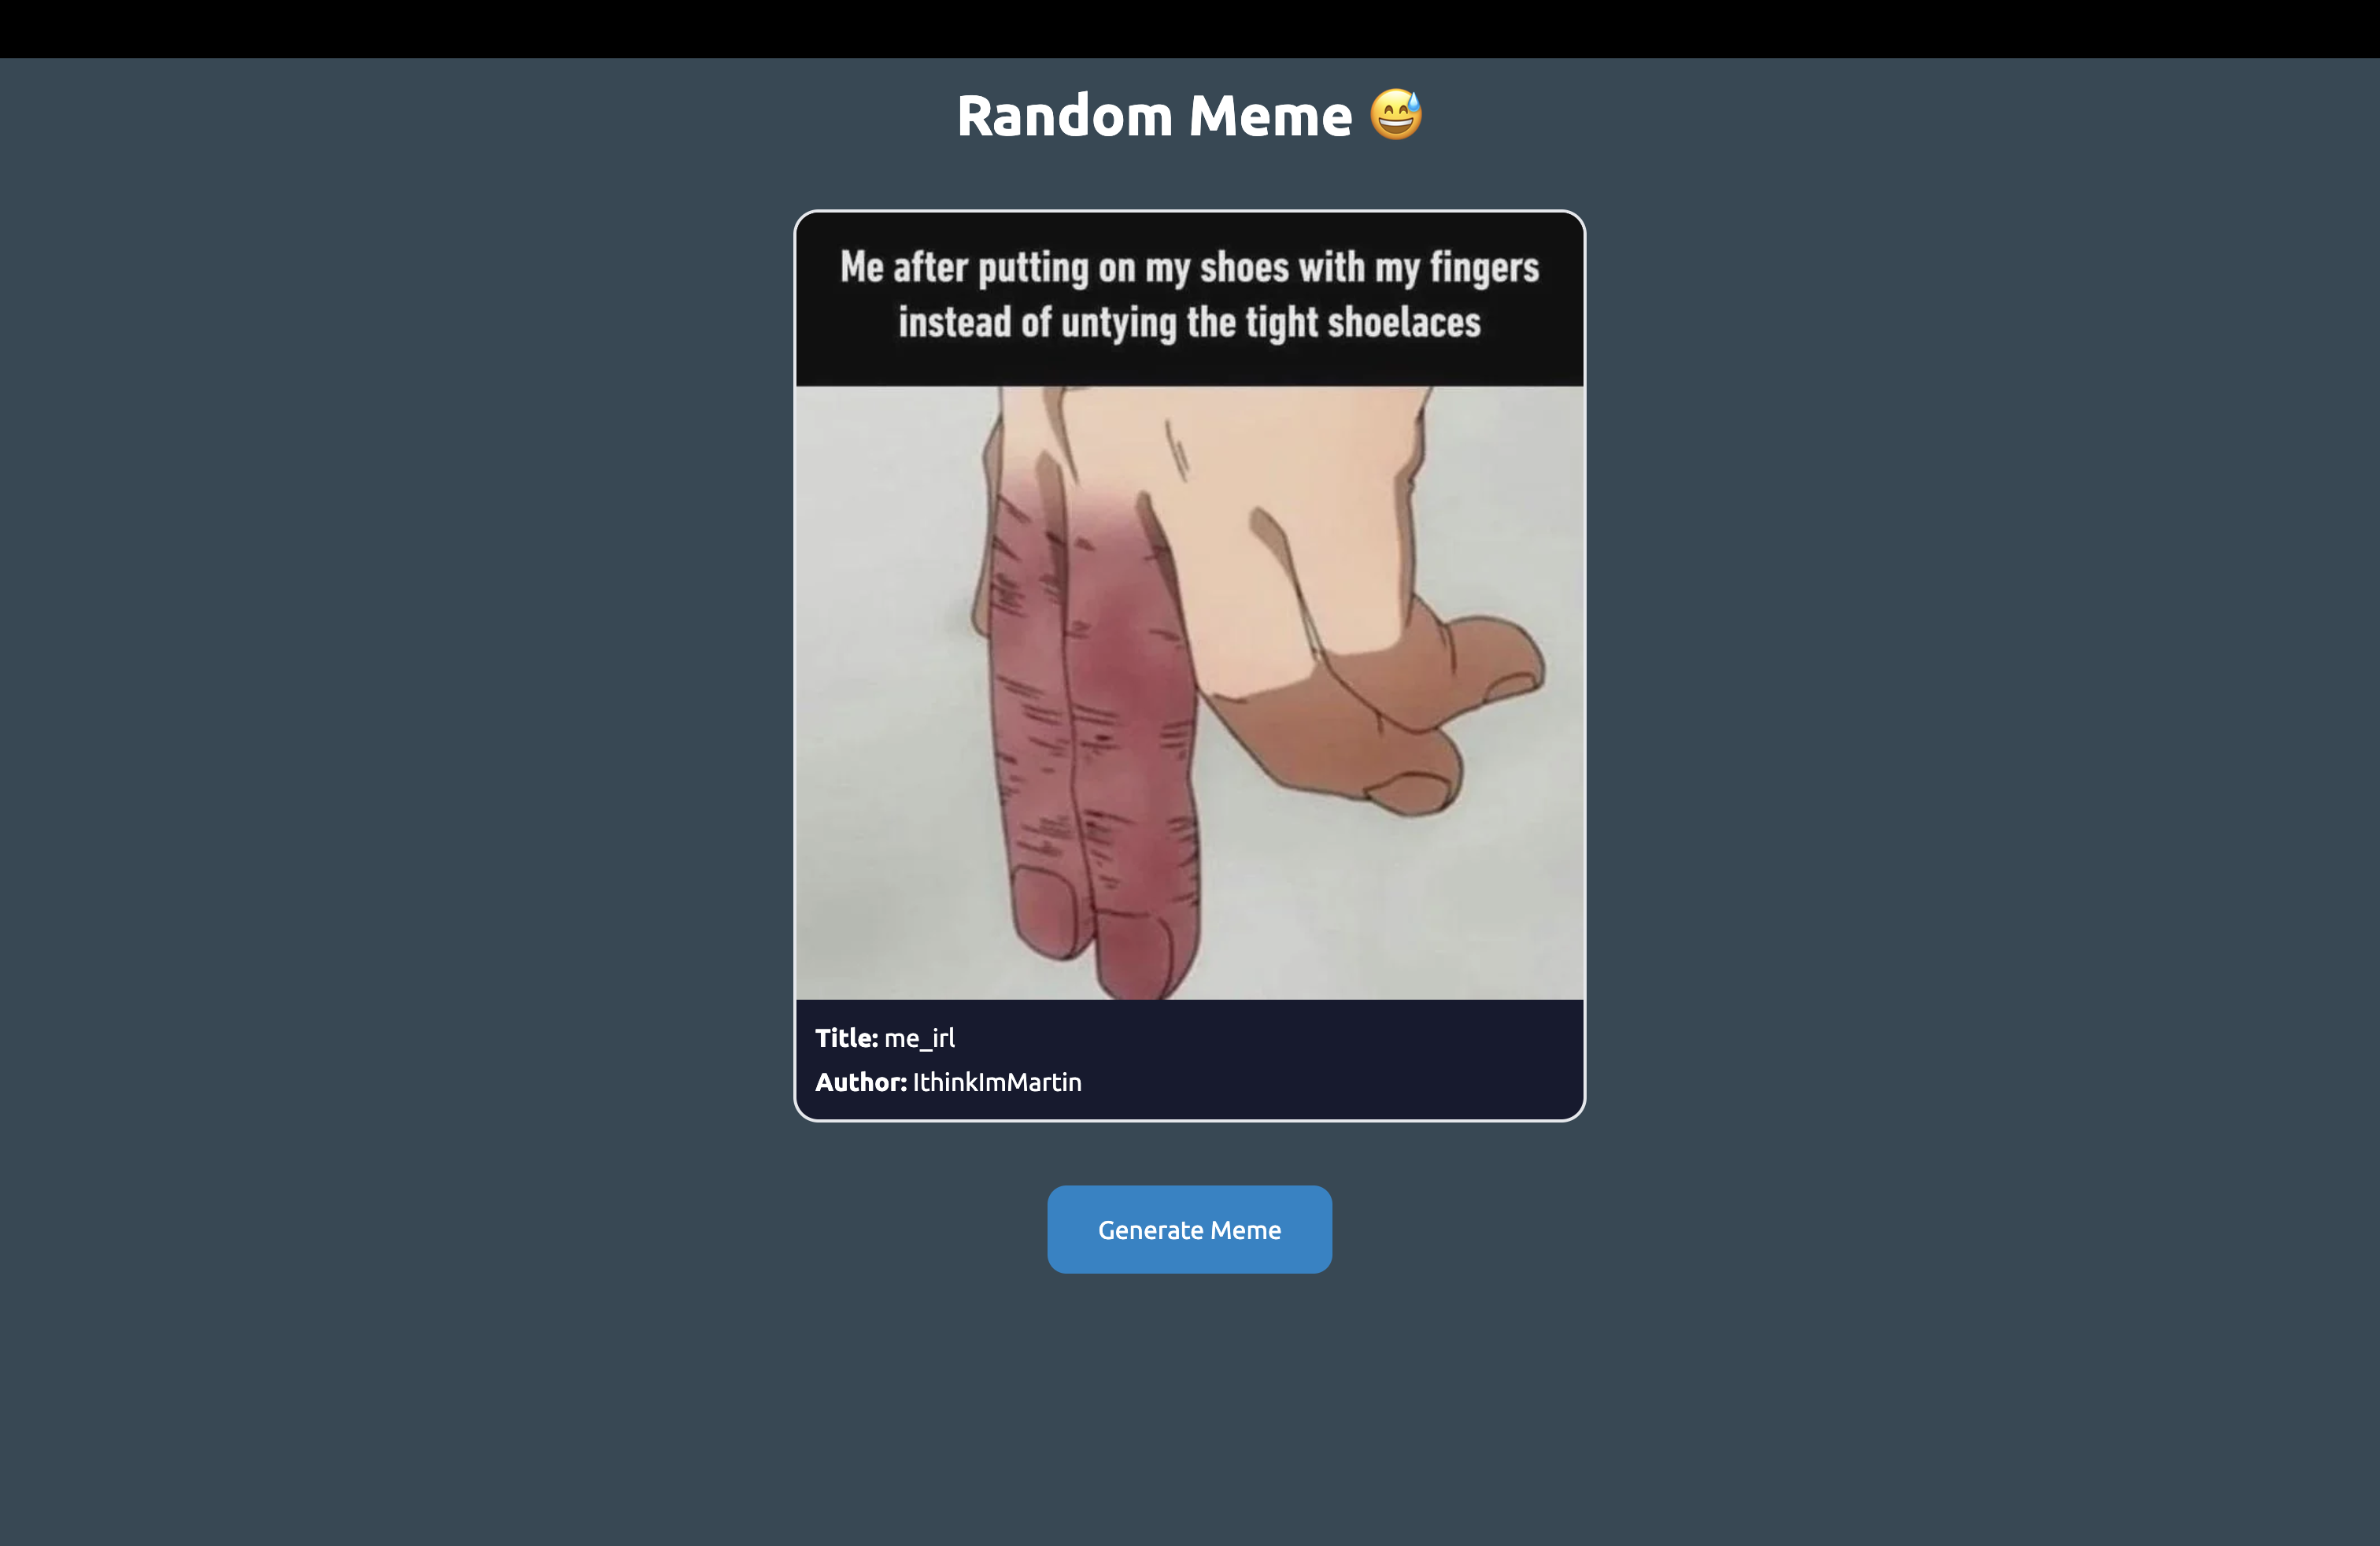 Random Meme 😅
Me after putting on my shoes with my fingers
instead of untying the tight shoelaces
Title: me_irl
Author: IthinkImMartin
Generate Meme